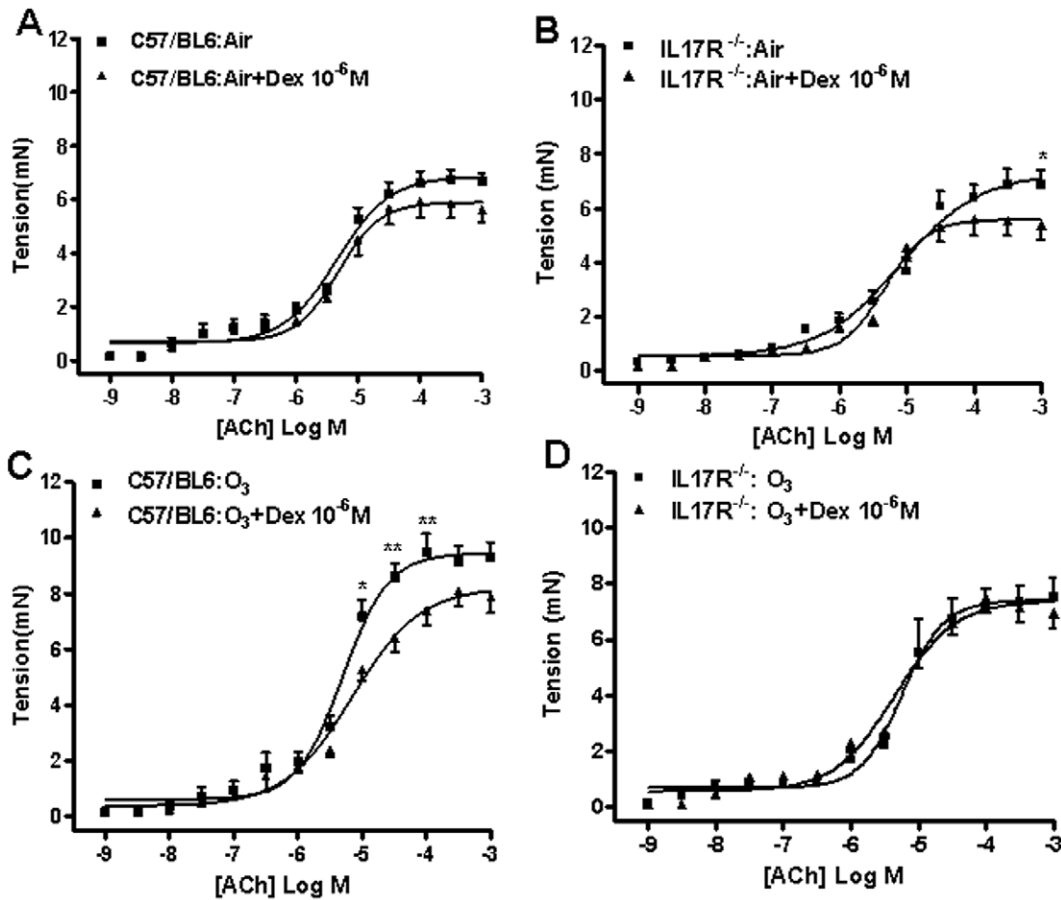 A
C57/BL6:Air
C57/BL6:Air+Dex 10⁻⁶M
12
10
8
6
4
2
0
Tension(mN)
-9 -8 -7 -6 -5 -4 -3
[ACh] Log M
B
IL17R⁻/⁻:Air
IL17R⁻/⁻:Air+Dex 10⁻⁶M
12
10
8
6
4
2
0
Tension (mN)
*
-9 -8 -7 -6 -5 -4 -3
[ACh] Log M
C
C57/BL6:O₃
C57/BL6:O₃+Dex 10⁻⁶M
12
10
8
6
4
2
0
Tension(mN)
* ** **
-9 -8 -7 -6 -5 -4 -3
[ACh] Log M
D
IL17R⁻/⁻: O₃
IL17R⁻/⁻: O₃+Dex 10⁻⁶M
12
10
8
6
4
2
0
Tension (mN)
-9 -8 -7 -6 -5 -4 -3
[ACh] Log M